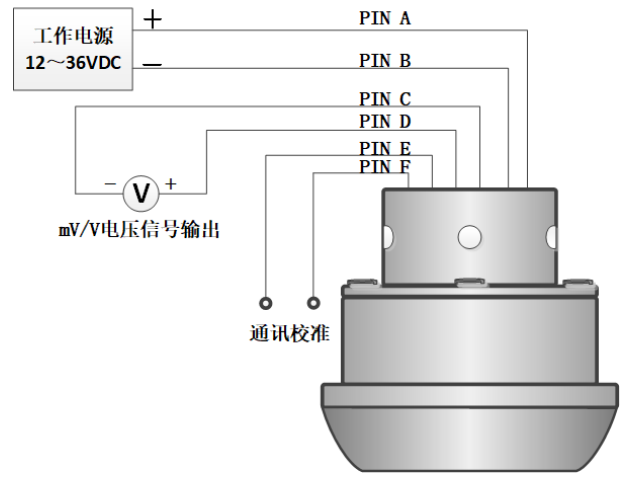 工作电源
12～36VDC
+
—
PIN A
PIN B
PIN C
PIN D
PIN E
PIN F
－ V +
mV/V电压信号输出
通讯校准